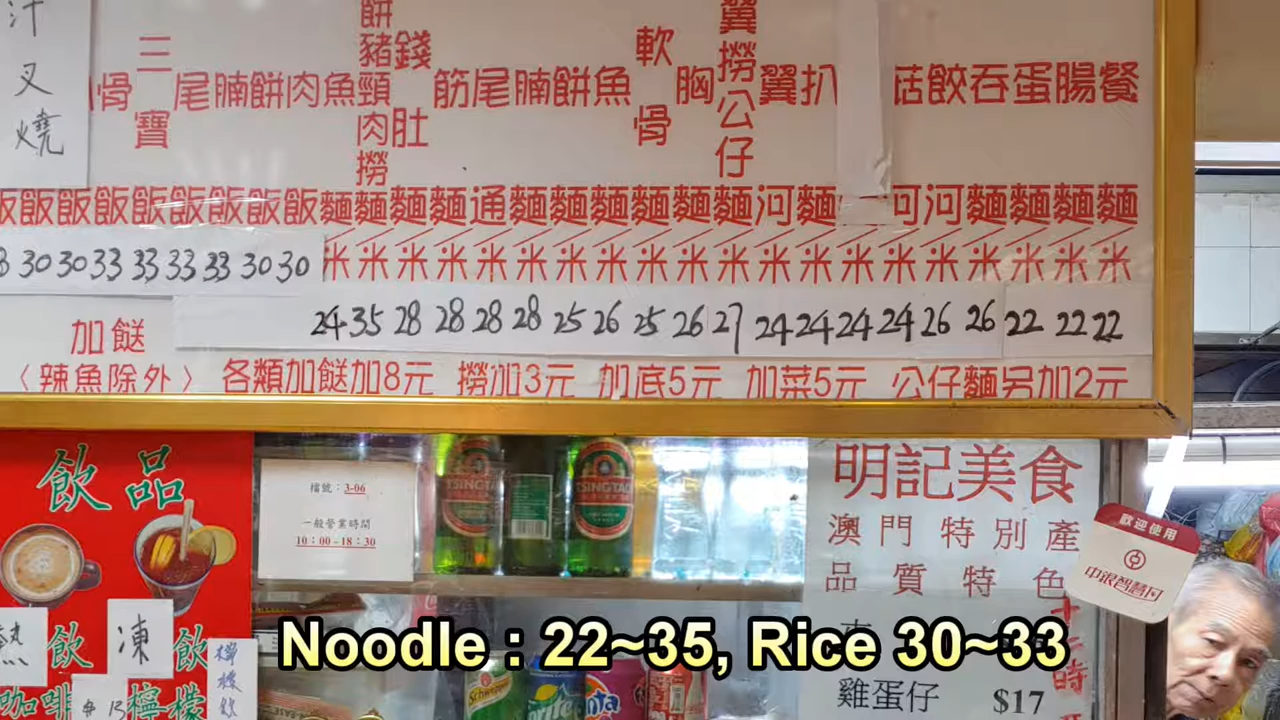 汁
叉
燒
骨
三
寶
尾
腩
餅
肉
魚
餅
豬
頸
肉
撈
錢
肚
筋
尾
腩
餅
魚
軟
骨
胸
翼
撈
公
仔
翼
扒
菇
餃
吞
蛋
腸
餐
飯飯飯飯飯飯飯飯麵麵麵麵通麵麵麵麵麵麵河麵 河麵麵麵麵
米米米米米米米米米米米米米米米米米米米米
30 30 33 33 33 33 30 30
24 35 28 28 28 28 25 26 25 26 27 24 24 24 24 26 26 22 22 22
加餸
〈辣魚除外〉 各類加餸加8元 撈加3元 加底5元 加菜5元 公仔麵另加2元
飲品
檔號：3-06
一般營業時間
10：00-18：30
TSINGTAO
TSINGTAO
明記美食
澳門特別產
品質特色
歡迎使用
中銀智慧付
熱飲
凍飲
咖啡
檸檬
Schweppes
Sprite
Fanta
雞蛋仔 $17
Noodle : 22~35, Rice 30~33